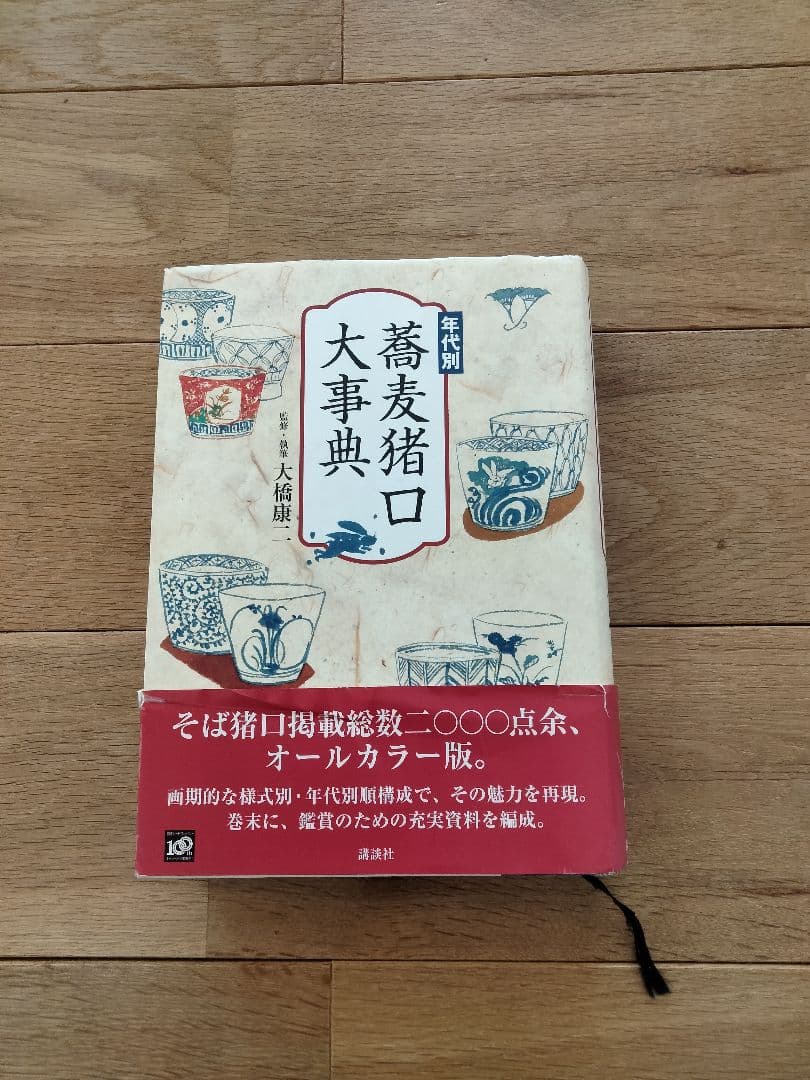 年代別
蕎麦猪口
大事典
監修・執筆 大橋康二
そば猪口掲載総数二〇〇〇点余、
オールカラー版。
画期的な様式別・年代別順構成で、その魅力を再現。
巻末に、鑑賞のための充実資料を編成。
100th
講談社